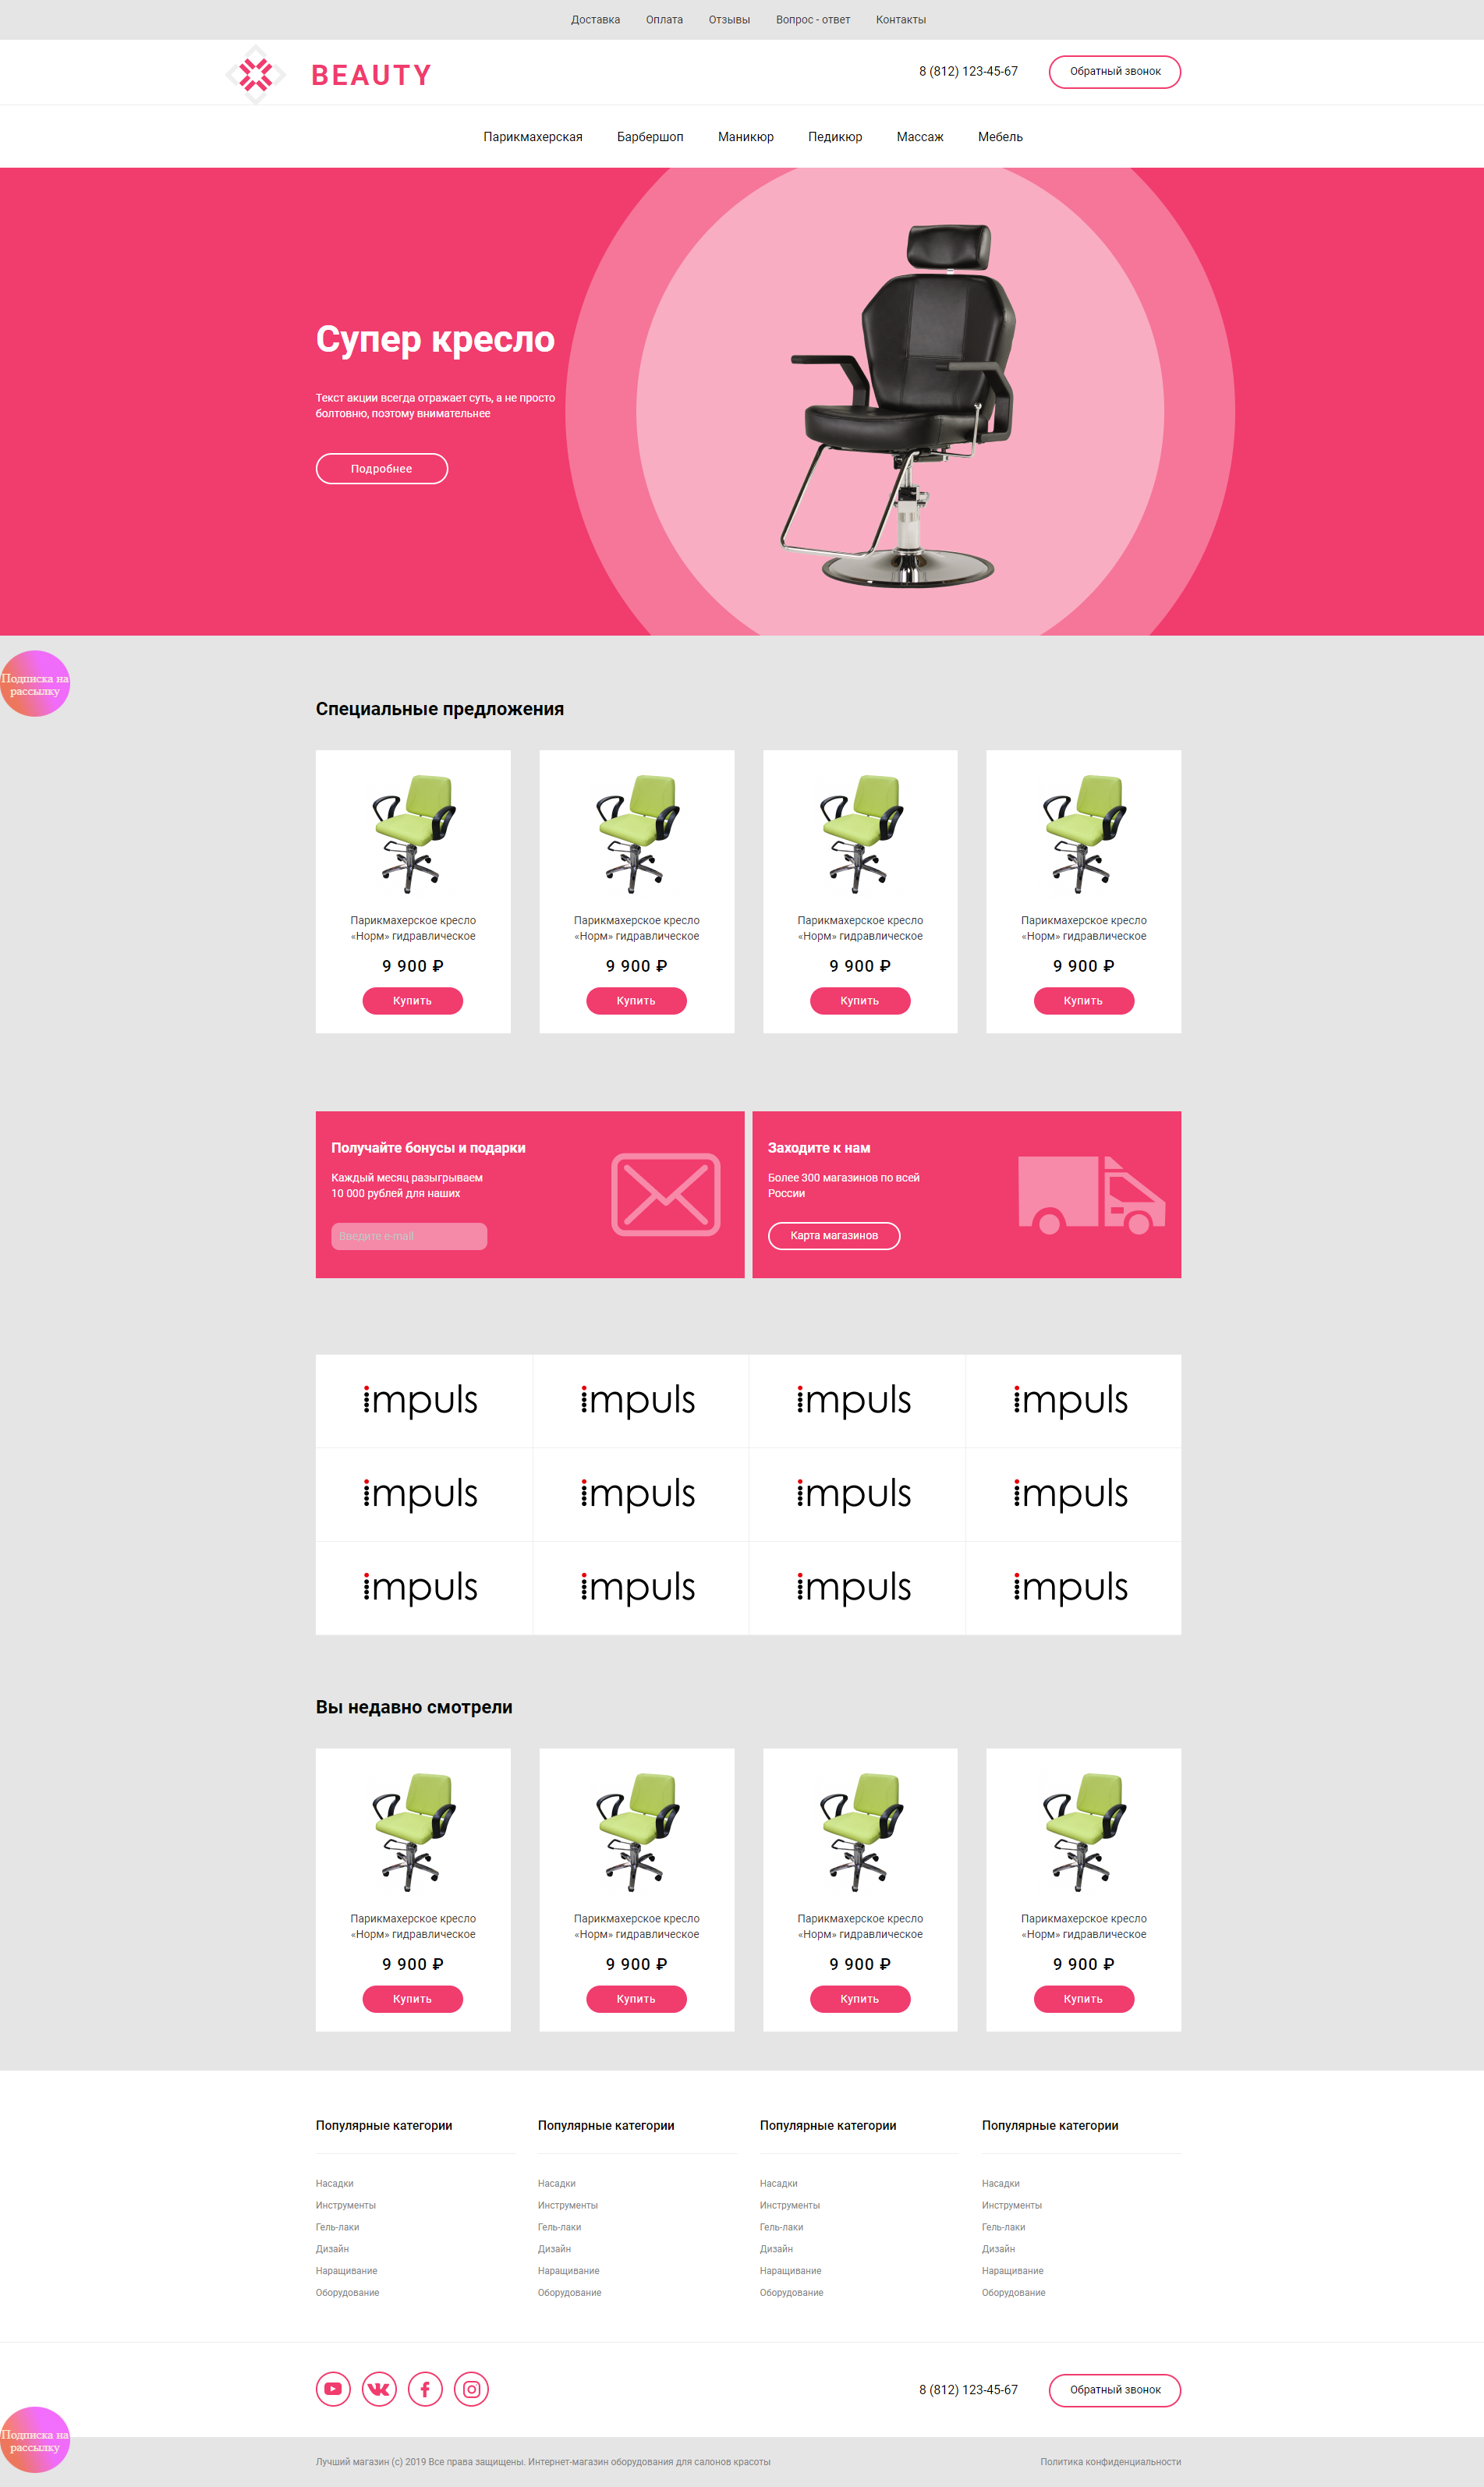 Доставка Оплата Отзывы Вопрос - ответ Контакты
BEAUTY
8 (812) 123-45-67
Обратный звонок
Парикмахерская Барбершоп Маникюр Педикюр Массаж Мебель
Супер кресло
Текст акции всегда отражает суть, а не просто
болтовню, поэтому внимательнее
Подробнее
Подписка на
рассылку
Специальные предложения
Парикмахерское кресло
«Норм» гидравлическое
9 900 ₽
Купить
Парикмахерское кресло
«Норм» гидравлическое
9 900 ₽
Купить
Парикмахерское кресло
«Норм» гидравлическое
9 900 ₽
Купить
Парикмахерское кресло
«Норм» гидравлическое
9 900 ₽
Купить
Получайте бонусы и подарки
Каждый месяц разыгрываем
10 000 рублей для наших
Введите e-mail
Заходите к нам
Более 300 магазинов по всей
России
Карта магазинов
impuls impuls impuls impuls
impuls impuls impuls impuls
impuls impuls impuls impuls
Вы недавно смотрели
Парикмахерское кресло
«Норм» гидравлическое
9 900 ₽
Купить
Парикмахерское кресло
«Норм» гидравлическое
9 900 ₽
Купить
Парикмахерское кресло
«Норм» гидравлическое
9 900 ₽
Купить
Парикмахерское кресло
«Норм» гидравлическое
9 900 ₽
Купить
Популярные категории
Насадки
Инструменты
Гель-лаки
Дизайн
Наращивание
Оборудование
Популярные категории
Насадки
Инструменты
Гель-лаки
Дизайн
Наращивание
Оборудование
Популярные категории
Насадки
Инструменты
Гель-лаки
Дизайн
Наращивание
Оборудование
Популярные категории
Насадки
Инструменты
Гель-лаки
Дизайн
Наращивание
Оборудование
8 (812) 123-45-67
Обратный звонок
Подписка на
рассылку
Лучший магазин (с) 2019 Все права защищены. Интернет-магазин оборудования для салонов красоты
Политика конфиденциальности